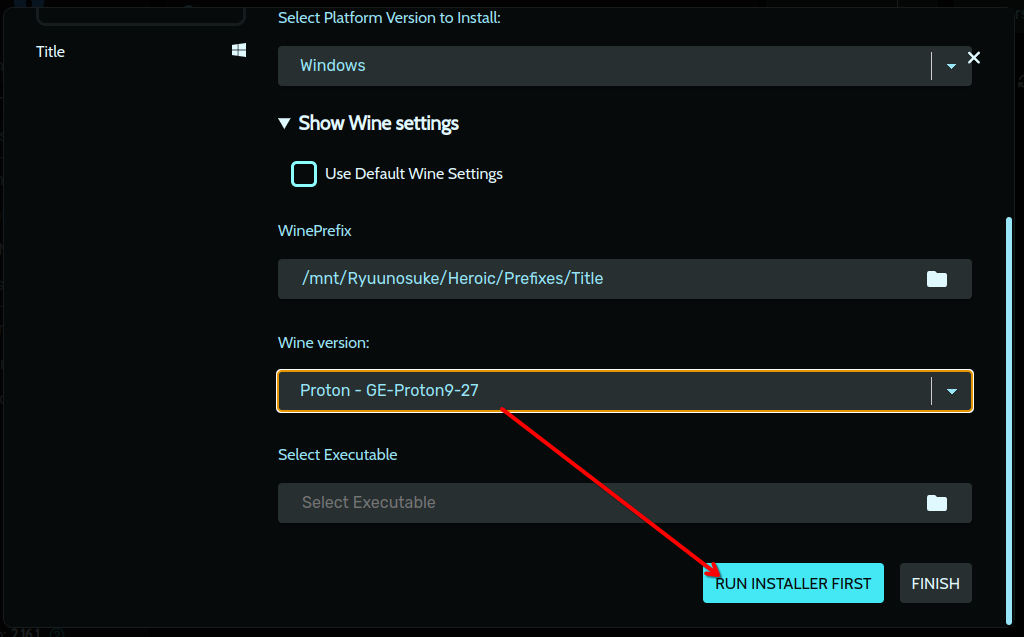 Select Platform Version to Install:
Title
Windows
Show Wine settings
Use Default Wine Settings
WinePrefix
/mnt/Ryuunosuke/Heroic/Prefixes/Title
Wine version:
Proton - GE-Proton9-27
Select Executable
Select Executable
RUN INSTALLER FIRST
FINISH